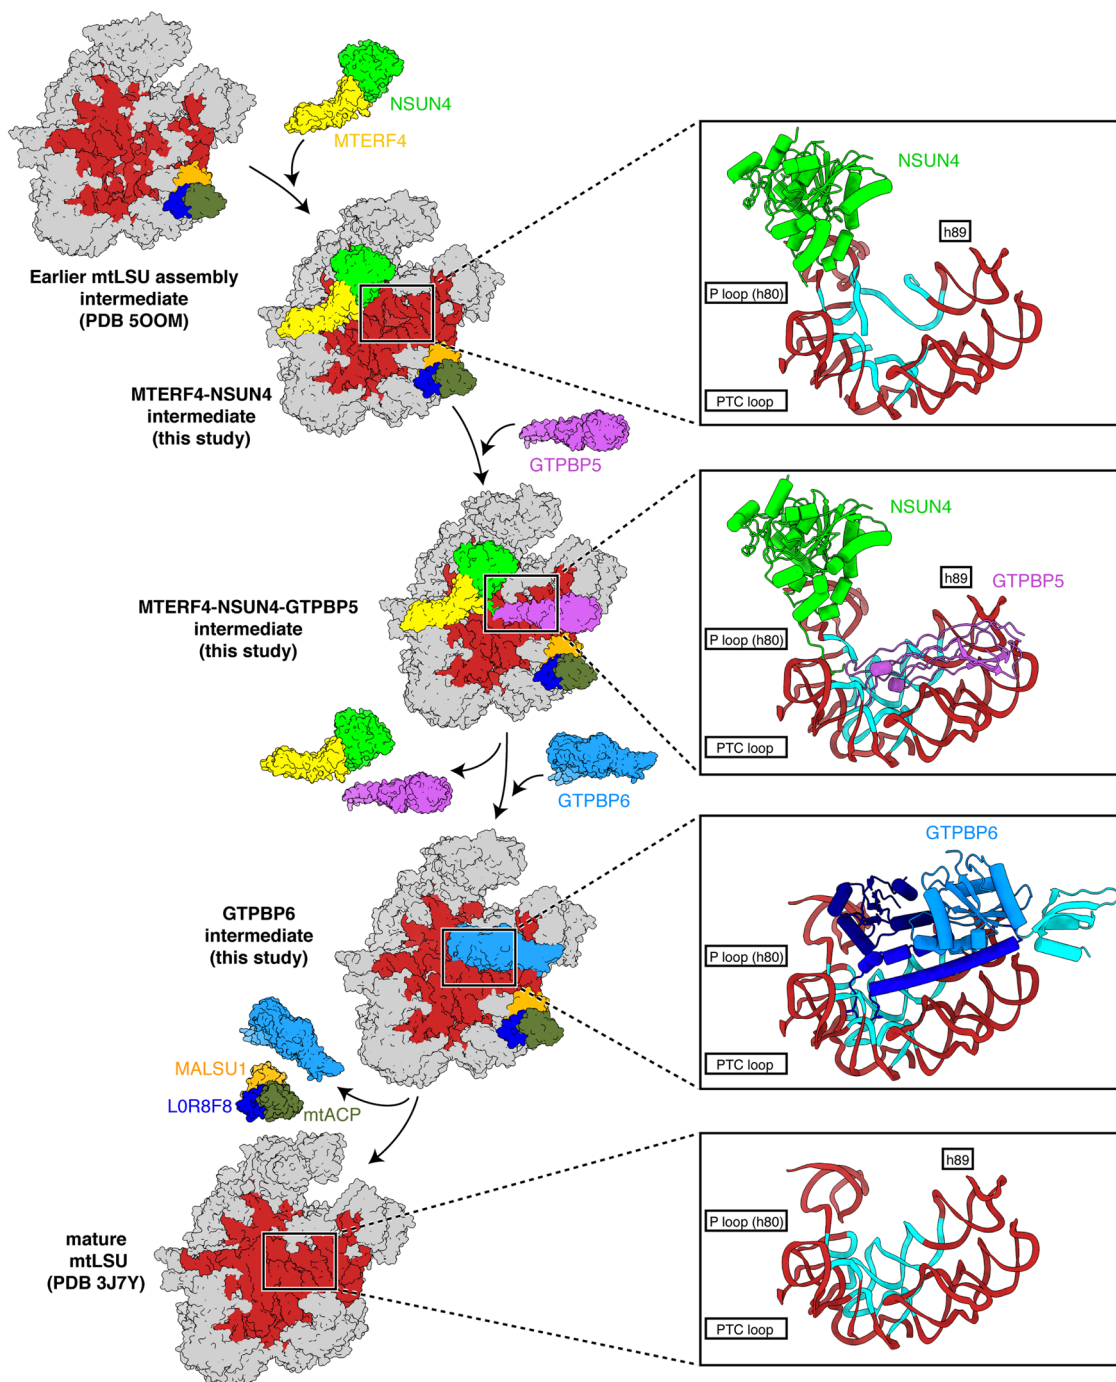 NSUN4
MTERF4
Earlier mtLSU assembly
intermediate
(PDB 5OOM)
NSUN4
h89
P loop (h80)
PTC loop
MTERF4-NSUN4
intermediate
(this study)
GTPBP5
NSUN4
h89
GTPBP5
P loop (h80)
PTC loop
MTERF4-NSUN4-GTPBP5
intermediate
(this study)
GTPBP6
GTPBP6
P loop (h80)
PTC loop
GTPBP6
intermediate
(this study)
MALSU1
L0R8F8
mtACP
h89
P loop (h80)
PTC loop
mature
mtLSU
(PDB 3J7Y)